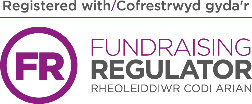 Registered with/Cofrestrwyd gyda'r
FR
FUNDRAISING
REGULATOR
RHEOLEIDDIWR CODI ARIAN